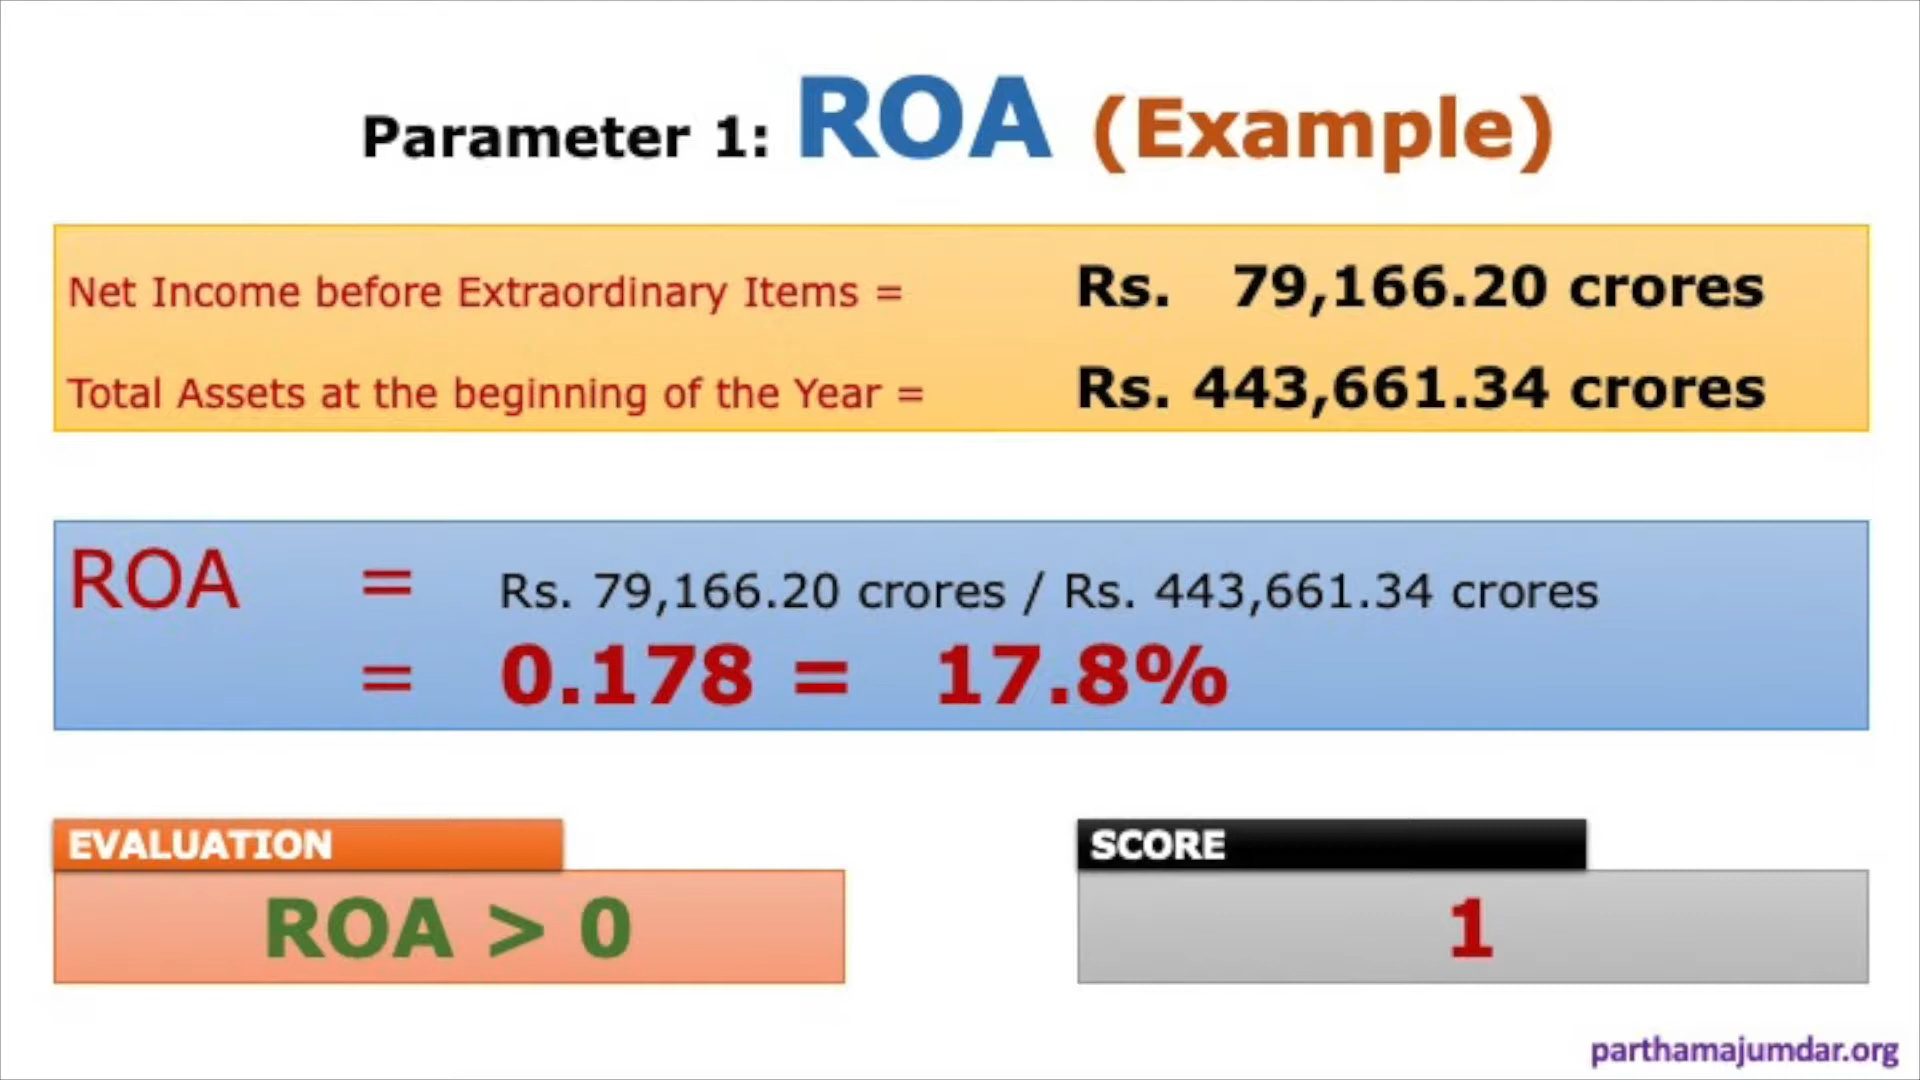 Parameter 1: ROA (Example)
Net Income before Extraordinary Items = Rs. 79,166.20 crores
Total Assets at the beginning of the Year = Rs. 443,661.34 crores
ROA = Rs. 79,166.20 crores / Rs. 443,661.34 crores
= 0.178 = 17.8%
EVALUATION
ROA > 0
SCORE
1
parthamajumdar.org